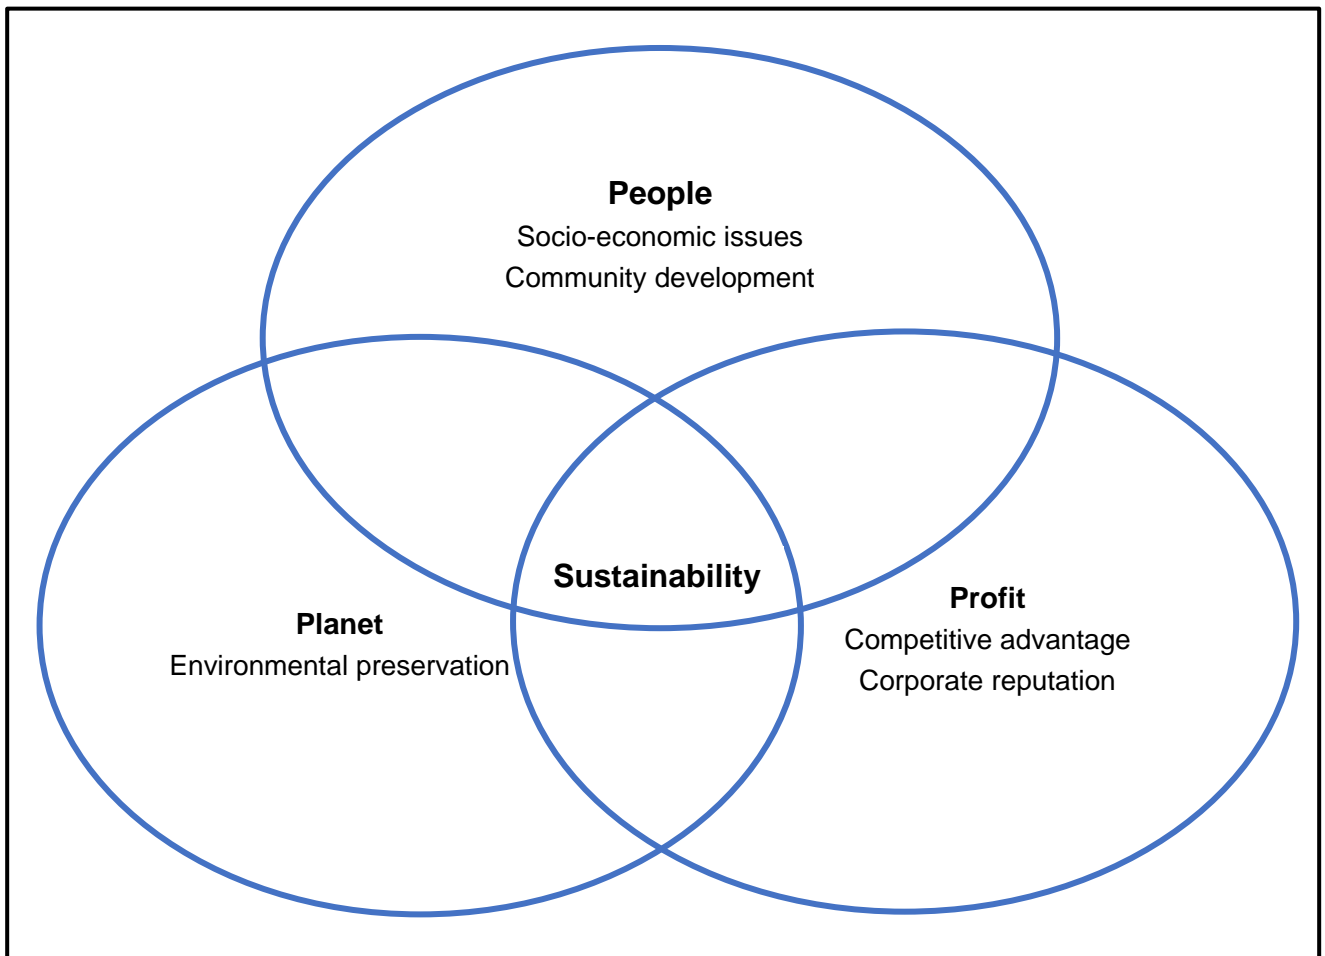 People
Socio-economic issues
Community development
Sustainability
Planet
Environmental preservation
Profit
Competitive advantage
Corporate reputation